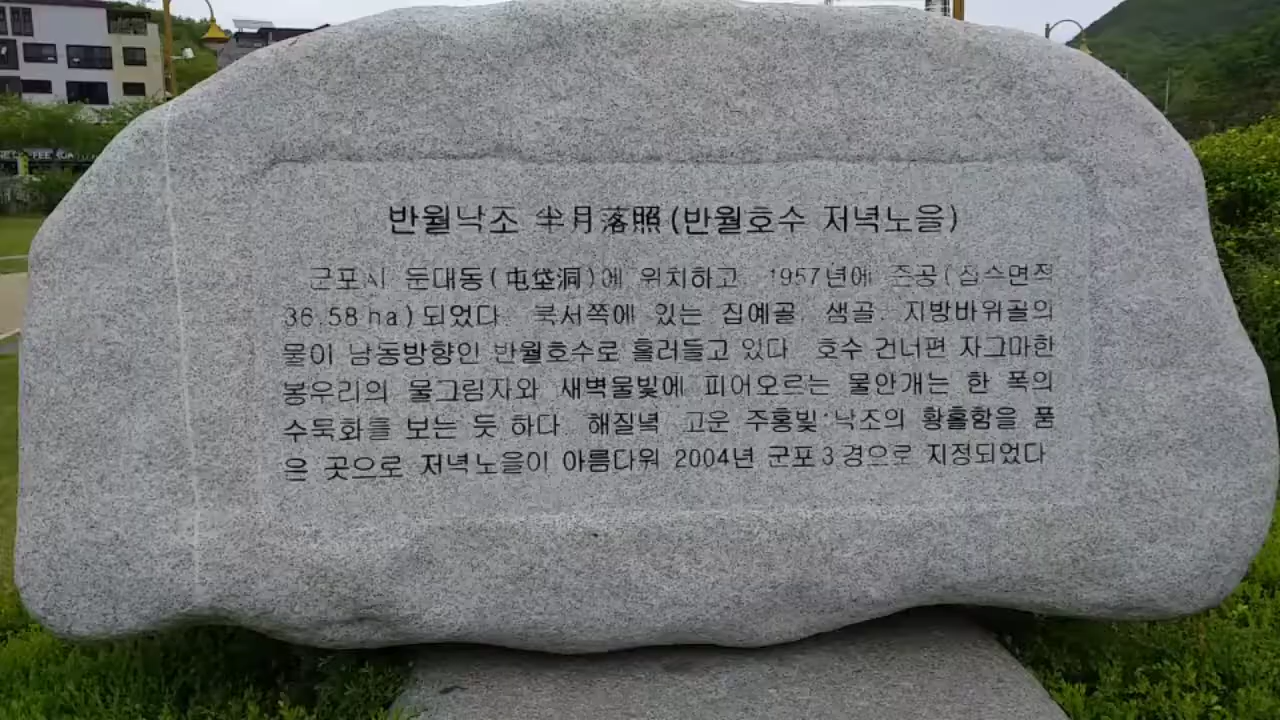 반월낙조 半月落照(반월호수 저녁노을)
군포시 둔대동(屯垈洞)에 위치하고, 1957년에 준공(침수면적
36.58 ha)되었다. 북서쪽에 있는 집예골, 샘골, 지방바위골의
물이 남동방향인 반월호수로 흘러들고 있다. 호수 건너편 자그마한
봉우리의 물그림자와 새벽물빛에 피어오르는 물안개는 한 폭의
수묵화를 보는 듯 하다. 해질녘 고운 주홍빛 낙조의 황홀함을 품
은 곳으로 저녁노을이 아름다워 2004년 군포3경으로 지정되었다